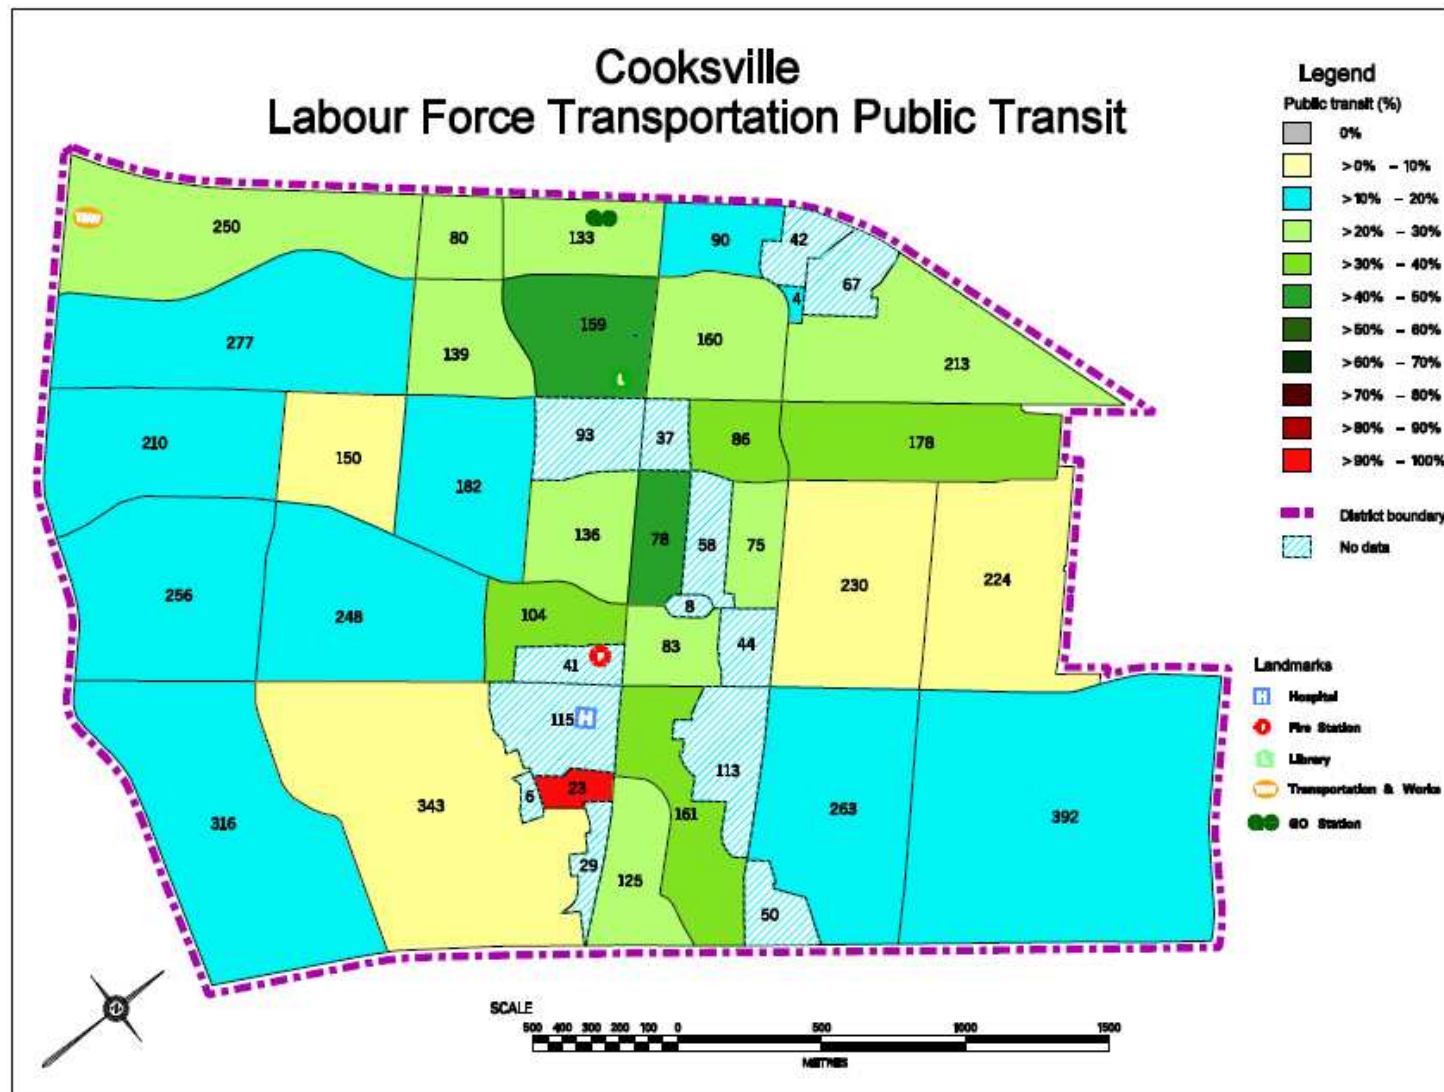 Cooksville
Labour Force Transportation Public Transit
Legend
Public transit (%)
0%
>0% – 10%
>10% – 20%
>20% – 30%
>30% – 40%
>40% – 50%
>50% – 60%
>60% – 70%
>70% – 80%
>80% – 90%
>90% – 100%
District boundary
No data
Landmarks
H Hospital
F Fire Station
L Library
T&W Transportation & Works
GO Station
T&W
250
80
133
90
42
67
4
277
139
159
L
160
213
210
150
182
93
37
86
178
136
78
58
75
230
224
256
248
104
8
83
44
41
F
115
H
113
316
343
6
23
161
263
392
29
125
50
N
SCALE
500 400 300 200 100 0 500 1000 1500
METRES